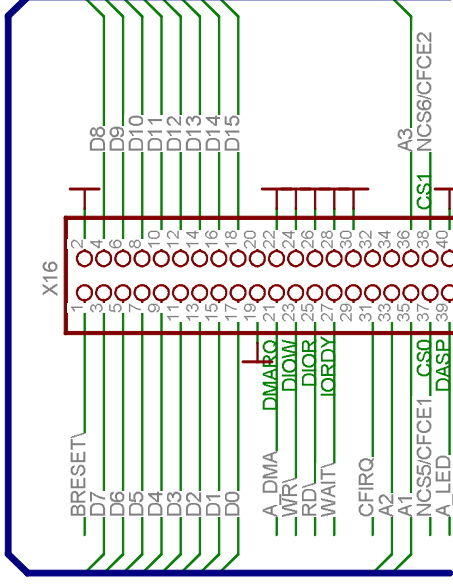 D8
D9
D10
D11
D12
D13
D14
D15
A3
NCS6/CFCE2
CS1
X16
2
4
6
8
10
12
14
16
18
20
22
24
26
28
30
32
34
36
38
40
1
3
5
7
9
11
13
15
17
19
21
23
25
27
29
31
33
35
37
39
DMARQ
DIOW
DIOR
IORDY
CS0
DASP
BRESET\
D7
D6
D5
D4
D3
D2
D1
D0
A_DMA
WR\
RD\
WAIT\
CFIRQ
A2
A1
NCS5/CFCE1
A_LED